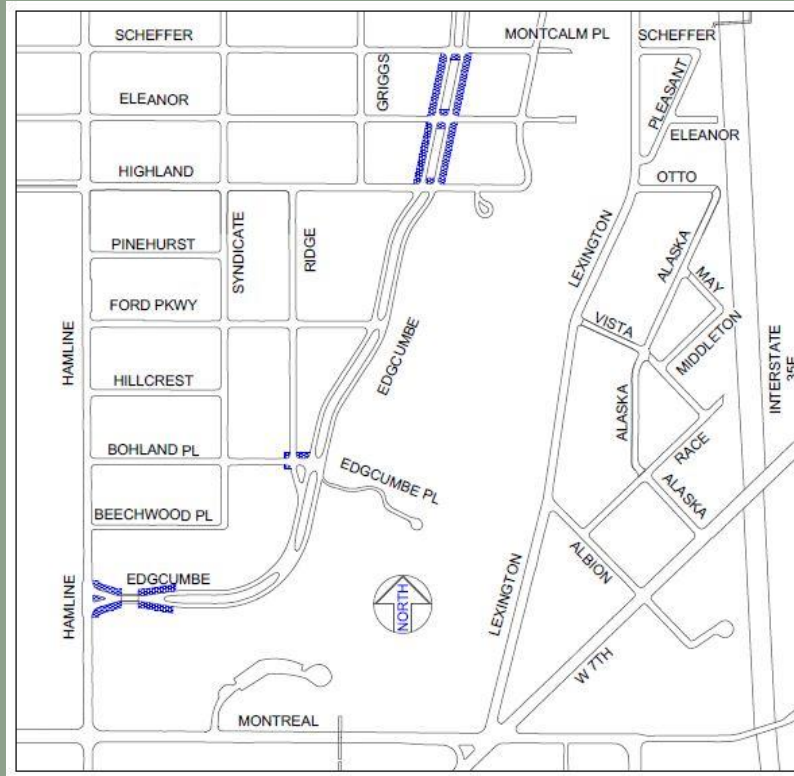 SCHEFFER
MONTCALM PL
SCHEFFER
GRIGGS
PLEASANT
ELEANOR
ELEANOR
HIGHLAND
OTTO
SYNDICATE
RIDGE
PINEHURST
LEXINGTON
ALASKA
MAY
FORD PKWY
VISTA
MIDDLETON
HAMLINE
EDGCUMBE
INTERSTATE
35E
HILLCREST
ALASKA
BOHLAND PL
RACE
EDGCUMBE PL
ALASKA
BEECHWOOD PL
ALBION
EDGCUMBE
HAMLINE
NORTH
LEXINGTON
W 7TH
MONTREAL